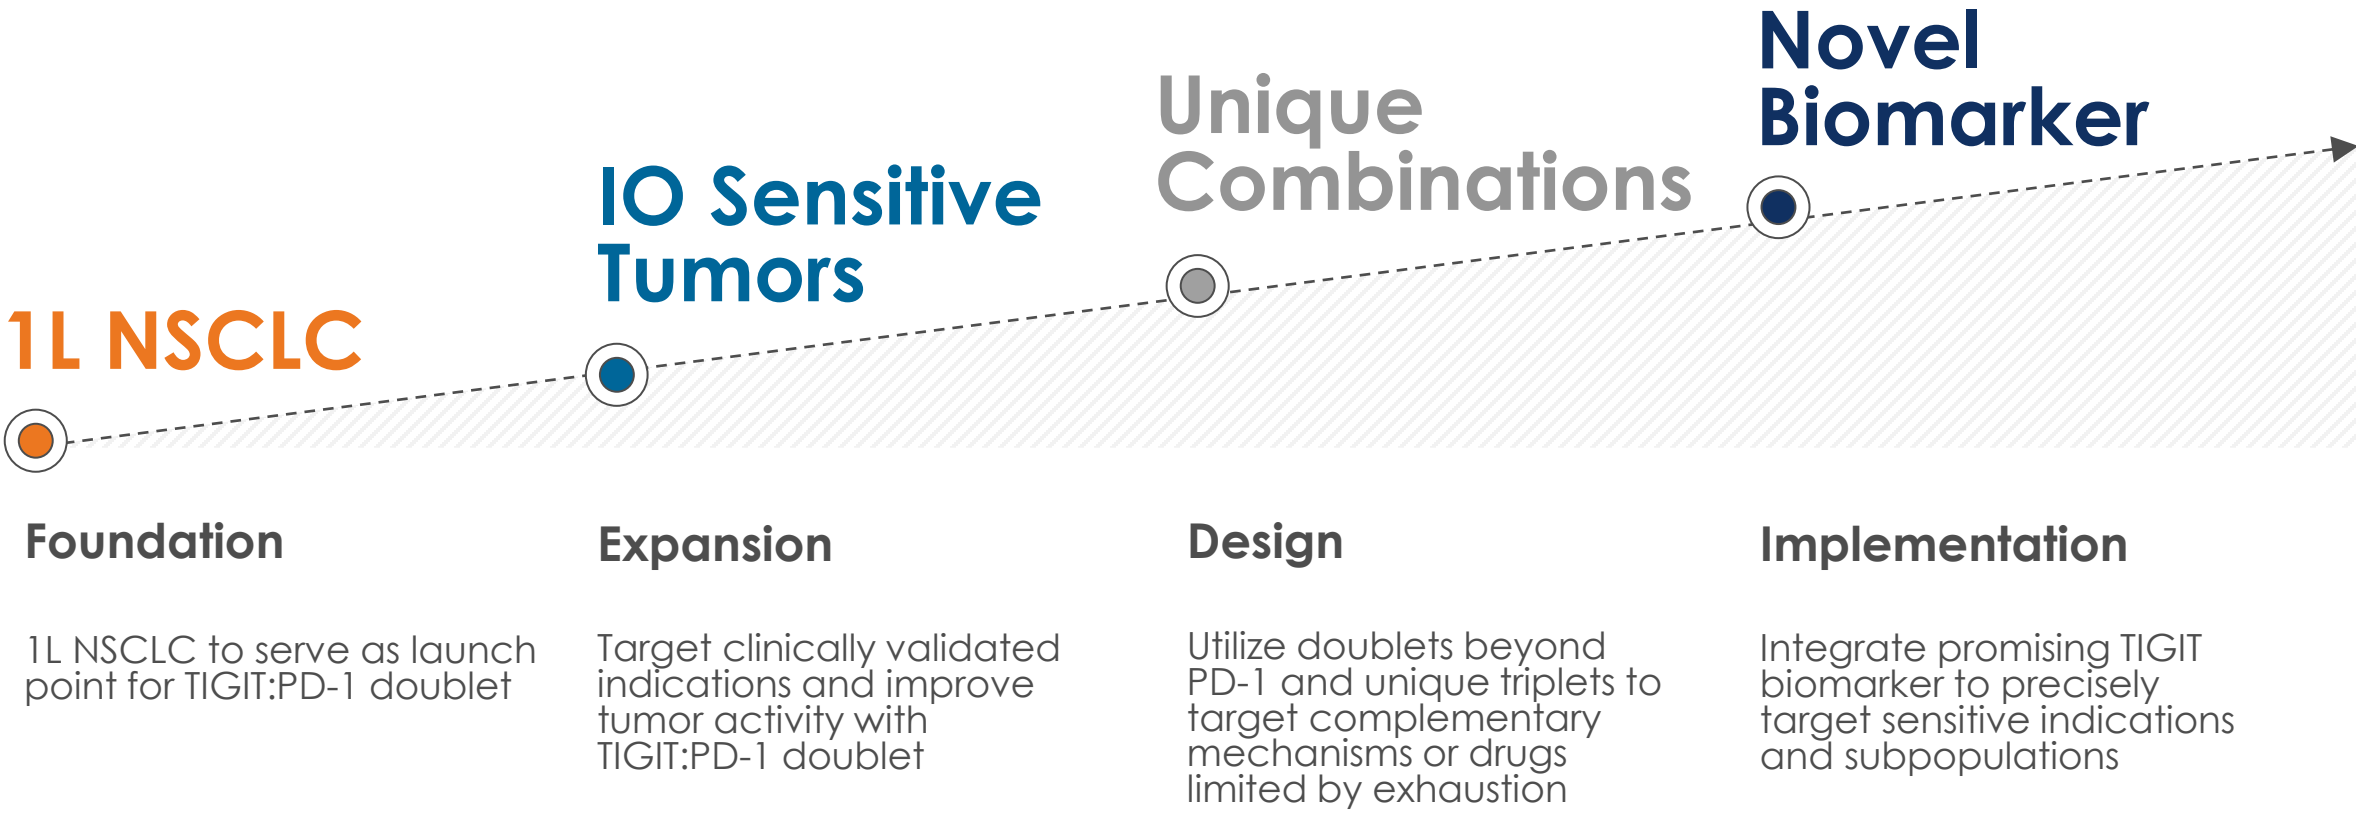 1L NSCLC
IO Sensitive
Tumors
Unique
Combinations
Novel
Biomarker
Foundation
1L NSCLC to serve as launch
point for TIGIT:PD-1 doublet
Expansion
Target clinically validated
indications and improve
tumor activity with
TIGIT:PD-1 doublet
Design
Utilize doublets beyond
PD-1 and unique triplets to
target complementary
mechanisms or drugs
limited by exhaustion
Implementation
Integrate promising TIGIT
biomarker to precisely
target sensitive indications
and subpopulations